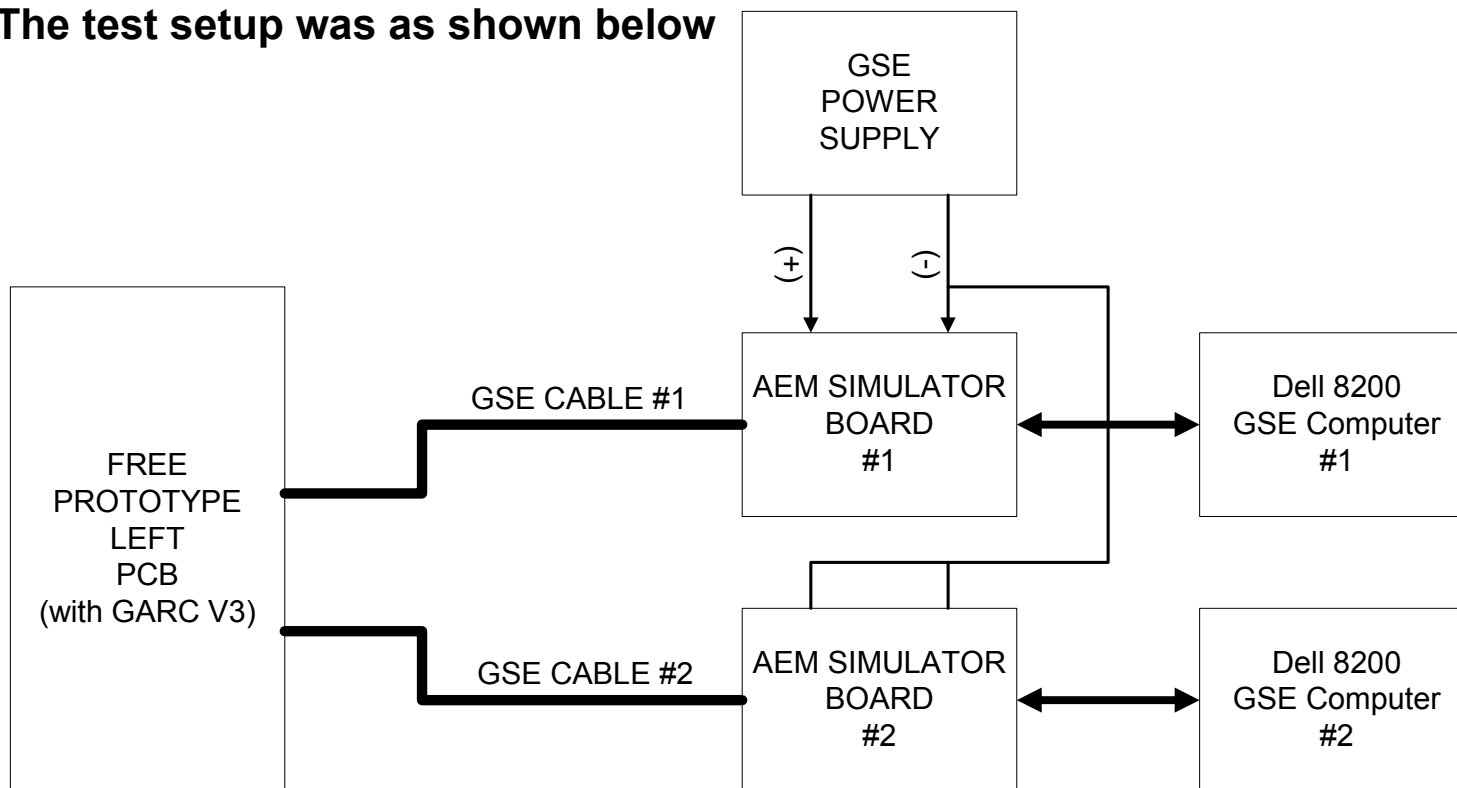 The test setup was as shown below
GSE
POWER
SUPPLY
(+)
(-)
GSE CABLE #1
AEM SIMULATOR
BOARD
#1
Dell 8200
GSE Computer
#1
FREE
PROTOTYPE
LEFT
PCB
(with GARC V3)
GSE CABLE #2
AEM SIMULATOR
BOARD
#2
Dell 8200
GSE Computer
#2